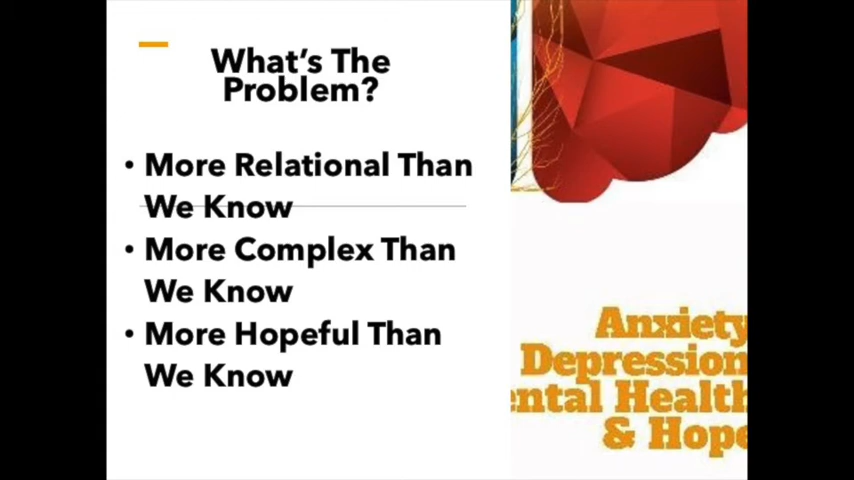 What's The
Problem?
• More Relational Than
We Know
• More Complex Than
We Know
• More Hopeful Than
We Know
Anxiety
Depression
ental Health
& Hope